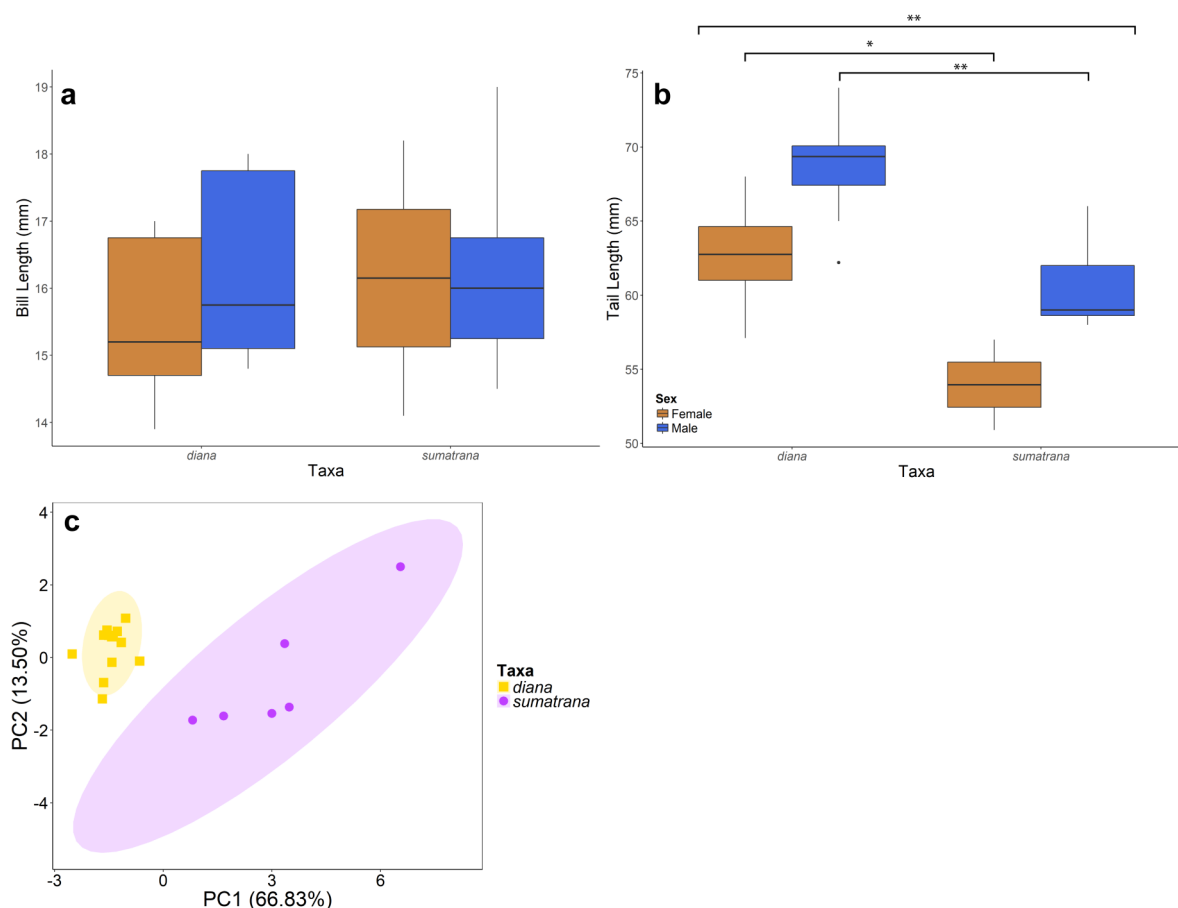 a
Bill Length (mm)
19
18
17
16
15
14
diana
sumatrana
Taxa
**
*
**
b
Tail Length (mm)
75
70
65
60
55
50
Sex
Female
Male
diana
sumatrana
Taxa
c
PC2 (13.50%)
4
2
0
-2
-4
-3
0
3
6
PC1 (66.83%)
Taxa
diana
sumatrana